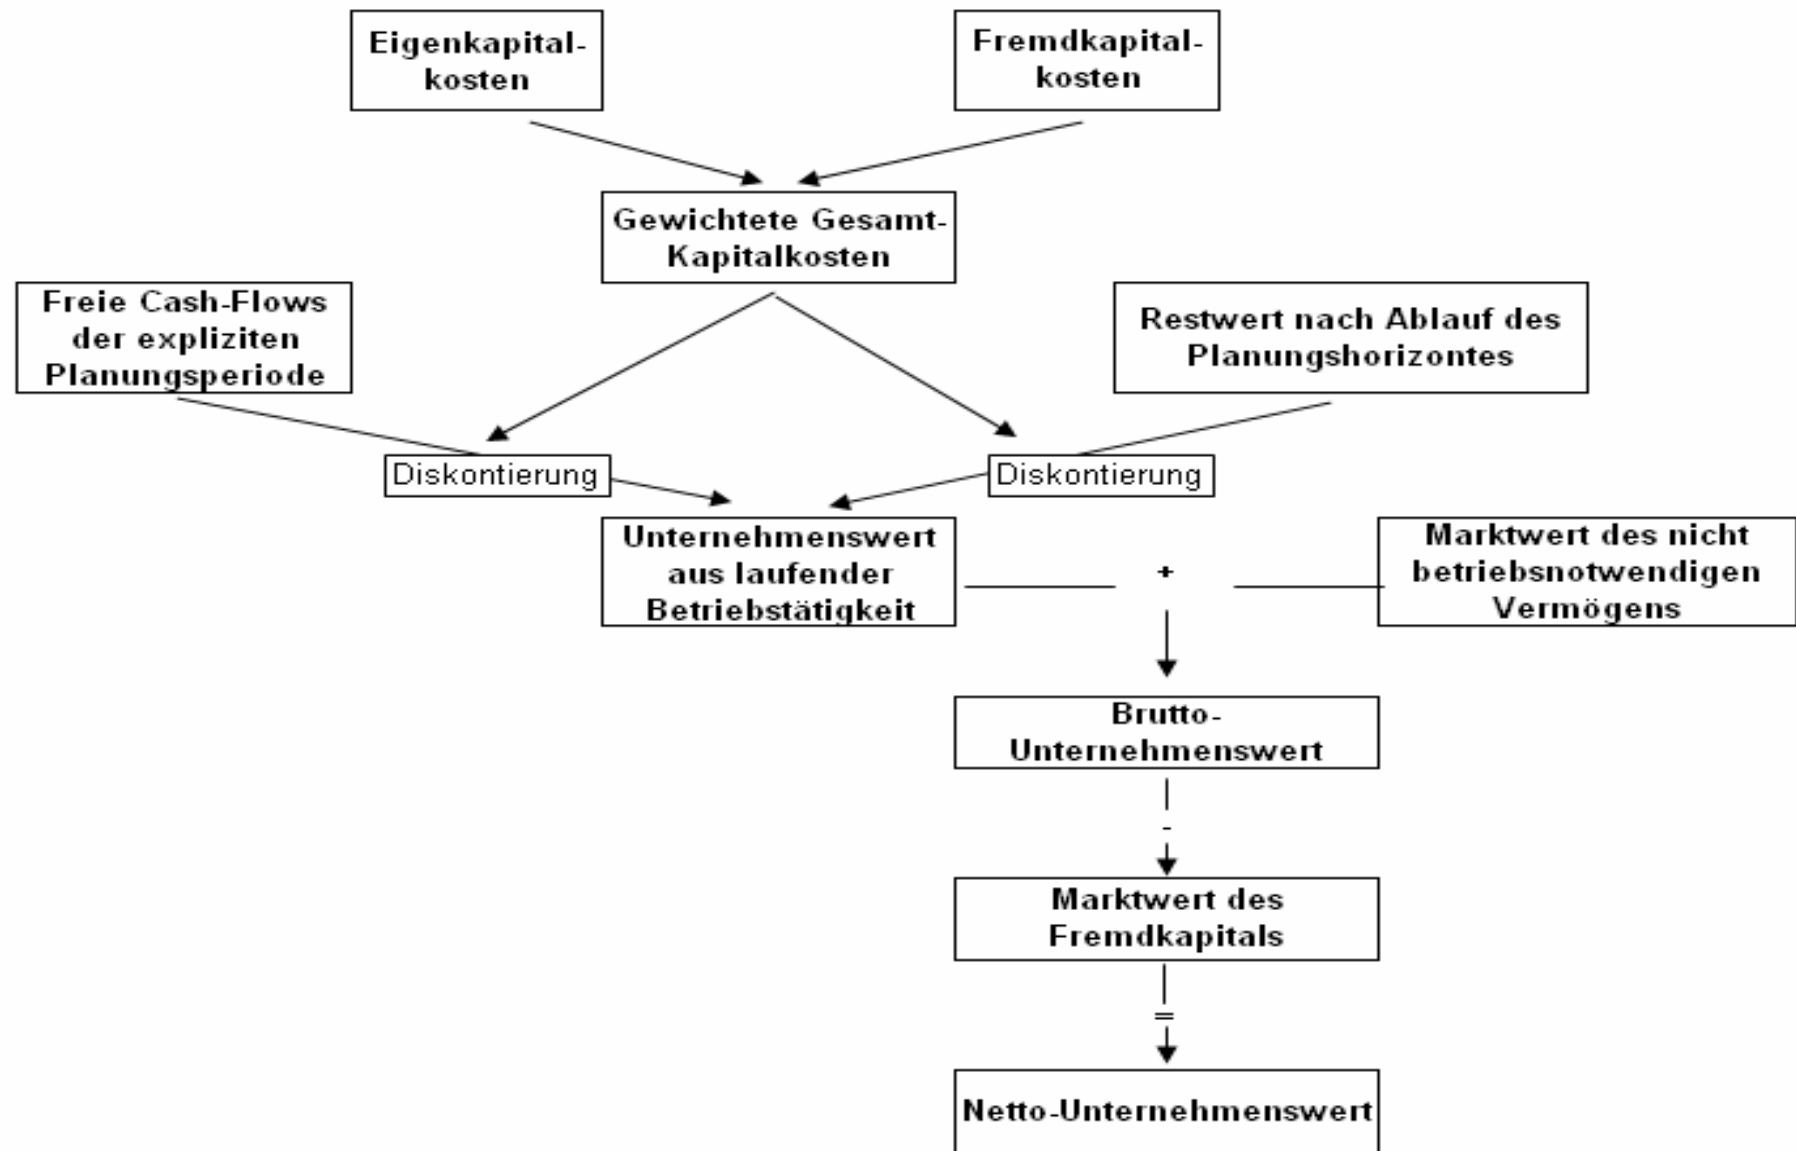 Eigenkapital-
kosten
Fremdkapital-
kosten
Gewichtete Gesamt-
Kapitalkosten
Freie Cash-Flows
der expliziten
Planungsperiode
Restwert nach Ablauf des
Planungshorizontes
Diskontierung
Diskontierung
Unternehmenswert
aus laufender
Betriebstätigkeit
+
Marktwert des nicht
betriebsnotwendigen
Vermögens
Brutto-
Unternehmenswert
-
Marktwert des
Fremdkapitals
=
Netto-Unternehmenswert